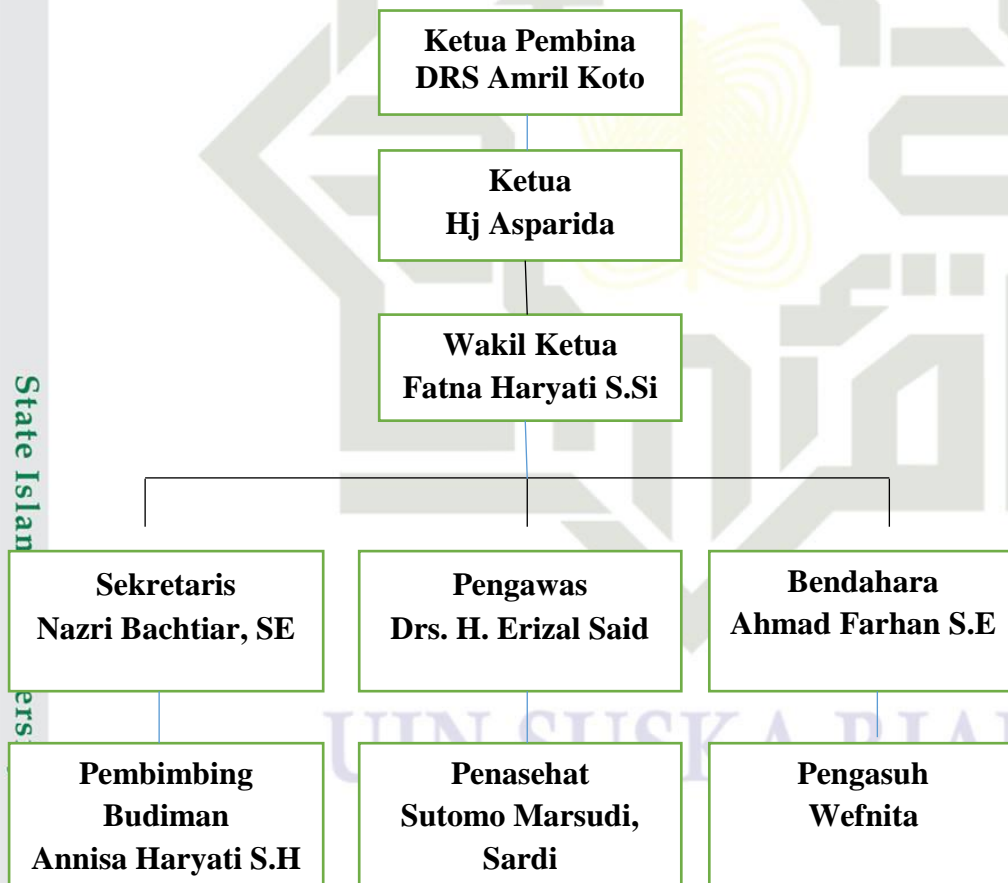 Ketua Pembina
DRS Amril Koto
Ketua
Hj Asparida
Wakil Ketua
Fatna Haryati S.Si
Sekretaris
Nazri Bachtiar, SE
Pengawas
Drs. H. Erizal Said
Bendahara
Ahmad Farhan S.E
Pembimbing
Budiman
Annisa Haryati S.H
Penasehat
Sutomo Marsudi,
Sardi
Pengasuh
Wefnita
State Islam
UIN SUSKA RIAU